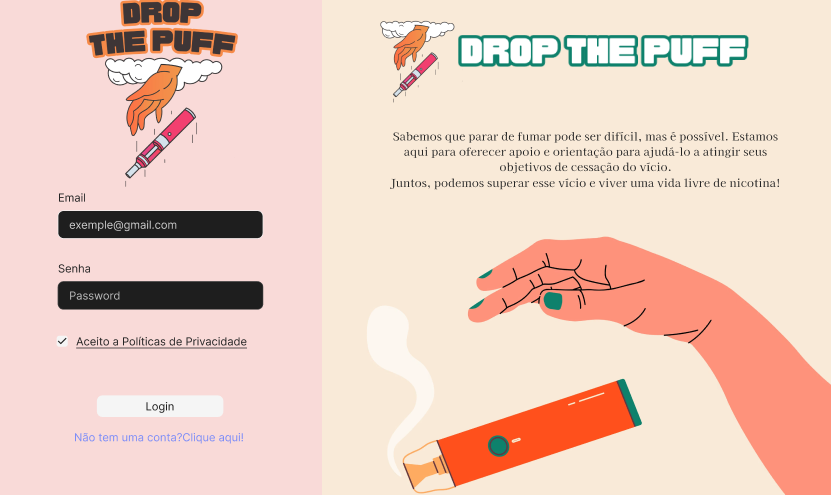 DROP
THE PUFF
Email
exemple@gmail.com
Senha
Password
Aceito a Políticas de Privacidade
Login
Não tem uma conta?Clique aqui!
DROP THE PUFF
Sabemos que parar de fumar pode ser difícil, mas é possível. Estamos
aqui para oferecer apoio e orientação para ajudá-lo a atingir seus
objetivos de cessação do vício.
Juntos, podemos superar esse vício e viver uma vida livre de nicotina!